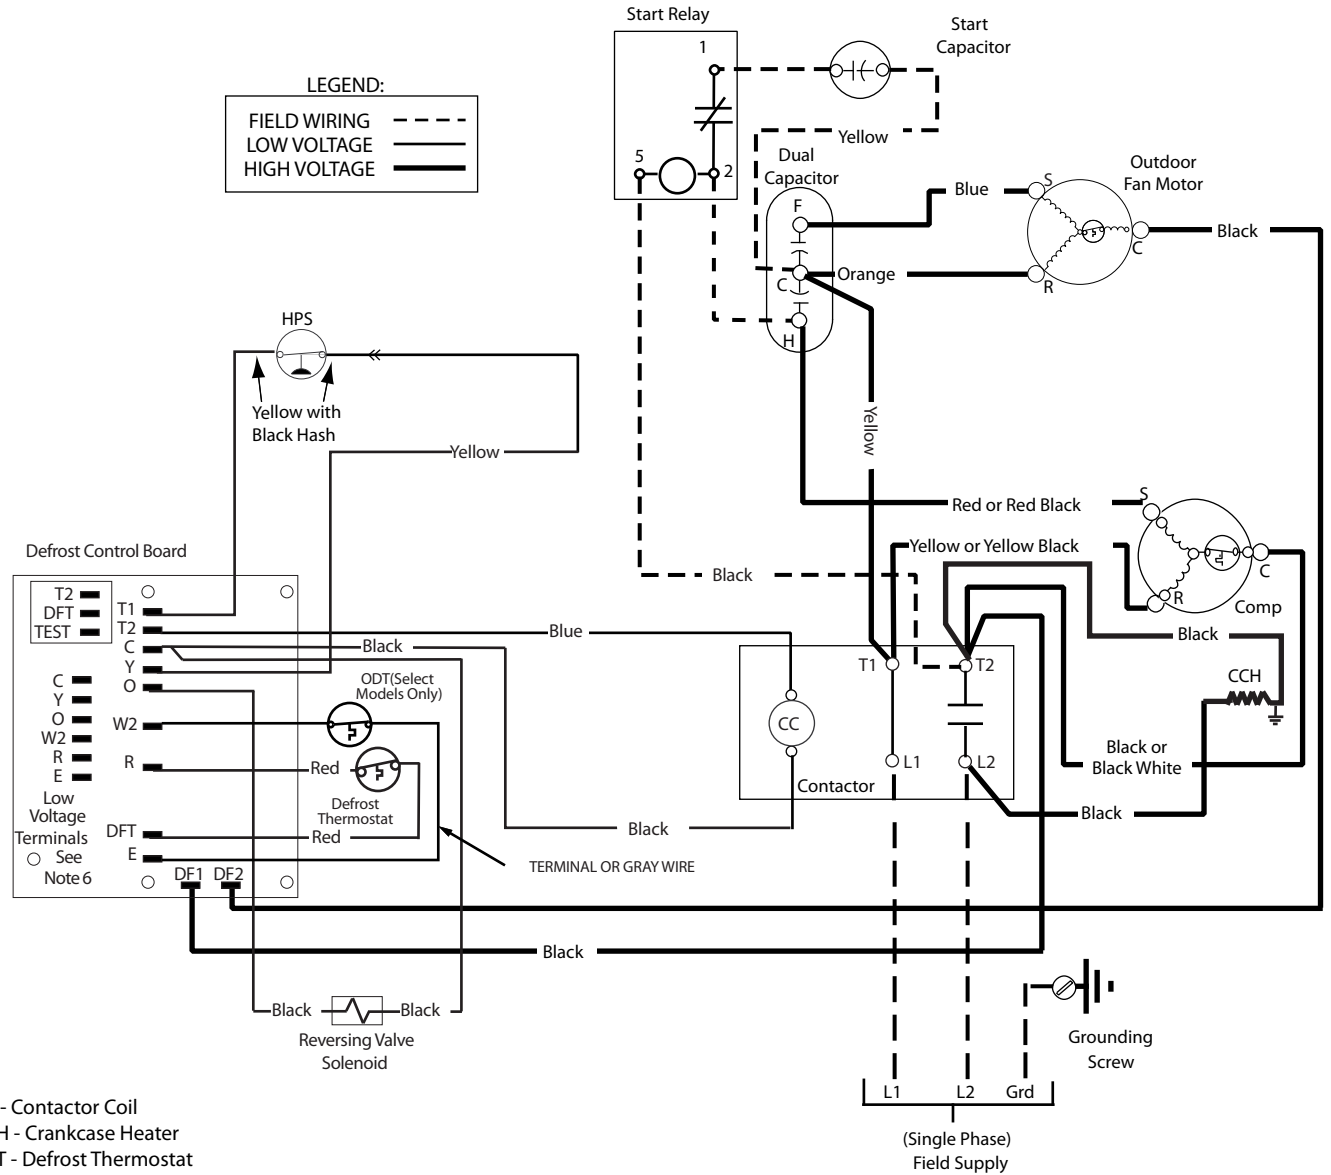 Start Relay
1
5
2
Start
Capacitor
LEGEND:
FIELD WIRING
LOW VOLTAGE
HIGH VOLTAGE
Yellow
Dual
Capacitor
F
C
H
Blue
Orange
Outdoor
Fan Motor
S
C
R
Black
HPS
Yellow with
Black Hash
Yellow
Yellow
Red or Red Black
Yellow or Yellow Black
S
C
R
Comp
Black
Black
CCH
Defrost Control Board
T2
DFT
TEST
T1
T2
C
Y
O
W2
R
DFT
E
C
Y
O
W2
R
E
Low
Voltage
Terminals
See
Note 6
DF1 DF2
Blue
Black
ODT(Select
Models Only)
Red
Defrost
Thermostat
Red
TERMINAL OR GRAY WIRE
Black
CC
T1
T2
L1
L2
Contactor
Black or
Black White
Black
Black
Black
Black
Reversing Valve
Solenoid
Grounding
Screw
L1
L2
Grd
(Single Phase)
Field Supply
- Contactor Coil
H - Crankcase Heater
T - Defrost Thermostat